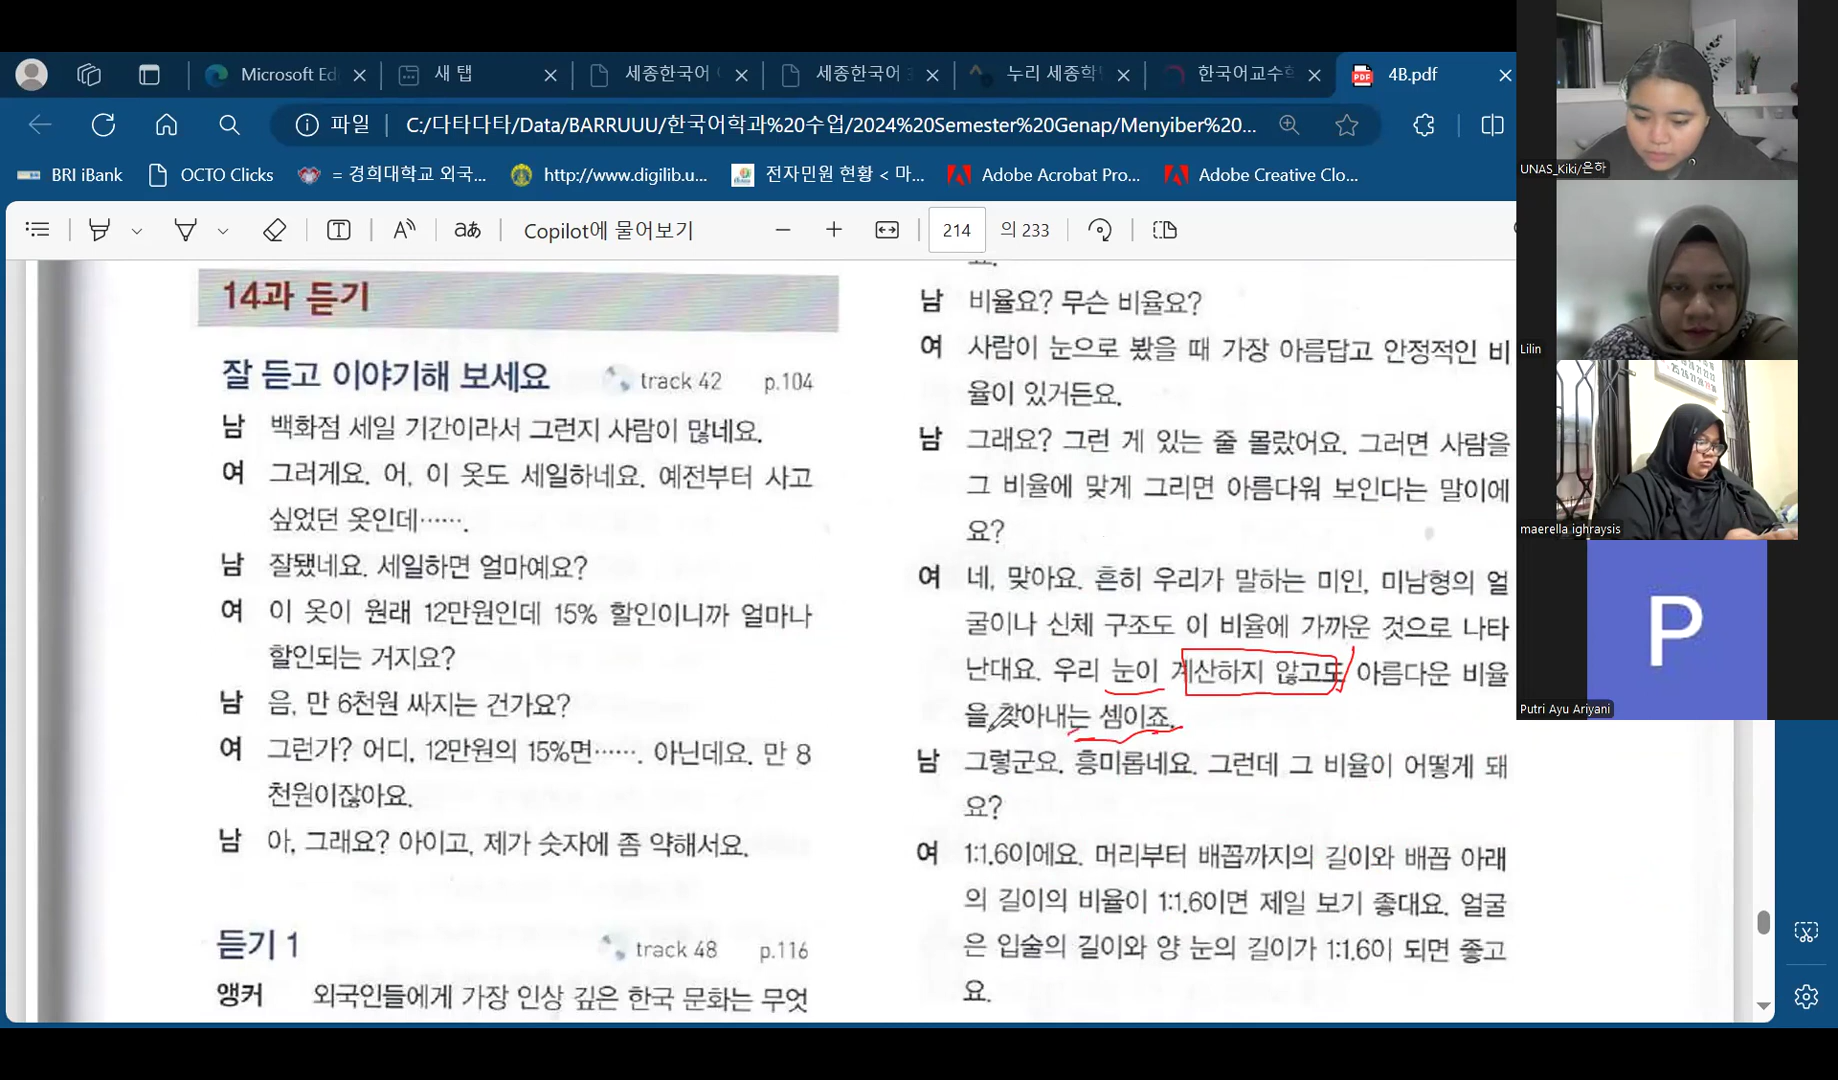 Microsoft Ed
새 탭
세종한국어
세종한국어
누리 세종학
한국어교수학
4B.pdf
파일
C:/다타다타/Data/BARRUUU/한국어학과%20수업/2024%20Semester%20Genap/Menyiber%20...
BRI iBank
OCTO Clicks
= 경희대학교 외국...
http://www.digilib.u...
전자민원 현황 < 마...
Adobe Acrobat Pro...
Adobe Creative Clo...
Copilot에 물어보기
214
의 233
14과 듣기
잘 듣고 이야기해 보세요 track 42 p.104
남 백화점 세일 기간이라서 그런지 사람이 많네요.
여 그러게요. 어, 이 옷도 세일하네요. 예전부터 사고
싶었던 옷인데…….
남 잘됐네요. 세일하면 얼마예요?
여 이 옷이 원래 12만원인데 15% 할인이니까 얼마나
할인되는 거지요?
남 음, 만 6천원 싸지는 건가요?
여 그런가? 어디, 12만원의 15%면……. 아닌데요. 만 8
천원이잖아요.
남 아, 그래요? 아이고, 제가 숫자에 좀 약해서요.
듣기 1 track 48 p.116
앵커 외국인들에게 가장 인상 깊은 한국 문화는 무엇
요.
남 비율요? 무슨 비율요?
여 사람이 눈으로 봤을 때 가장 아름답고 안정적인 비
율이 있거든요.
남 그래요? 그런 게 있는 줄 몰랐어요. 그러면 사람을
그 비율에 맞게 그리면 아름다워 보인다는 말이에
요?
여 네, 맞아요. 흔히 우리가 말하는 미인, 미남형의 얼
굴이나 신체 구조도 이 비율에 가까운 것으로 나타
난대요. 우리 눈이 계산하지 않고도 아름다운 비율
을 찾아내는 셈이죠.
남 그렇군요. 흥미롭네요. 그런데 그 비율이 어떻게 돼
요?
여 1:1.6이에요. 머리부터 배꼽까지의 길이와 배꼽 아래
의 길이의 비율이 1:1.6이면 제일 보기 좋대요. 얼굴
은 입술의 길이와 양 눈의 길이가 1:1.6이 되면 좋고
요.
UNAS_Kiki/은하
Lilin
maerella ighraysis
P
Putri Ayu Ariyani